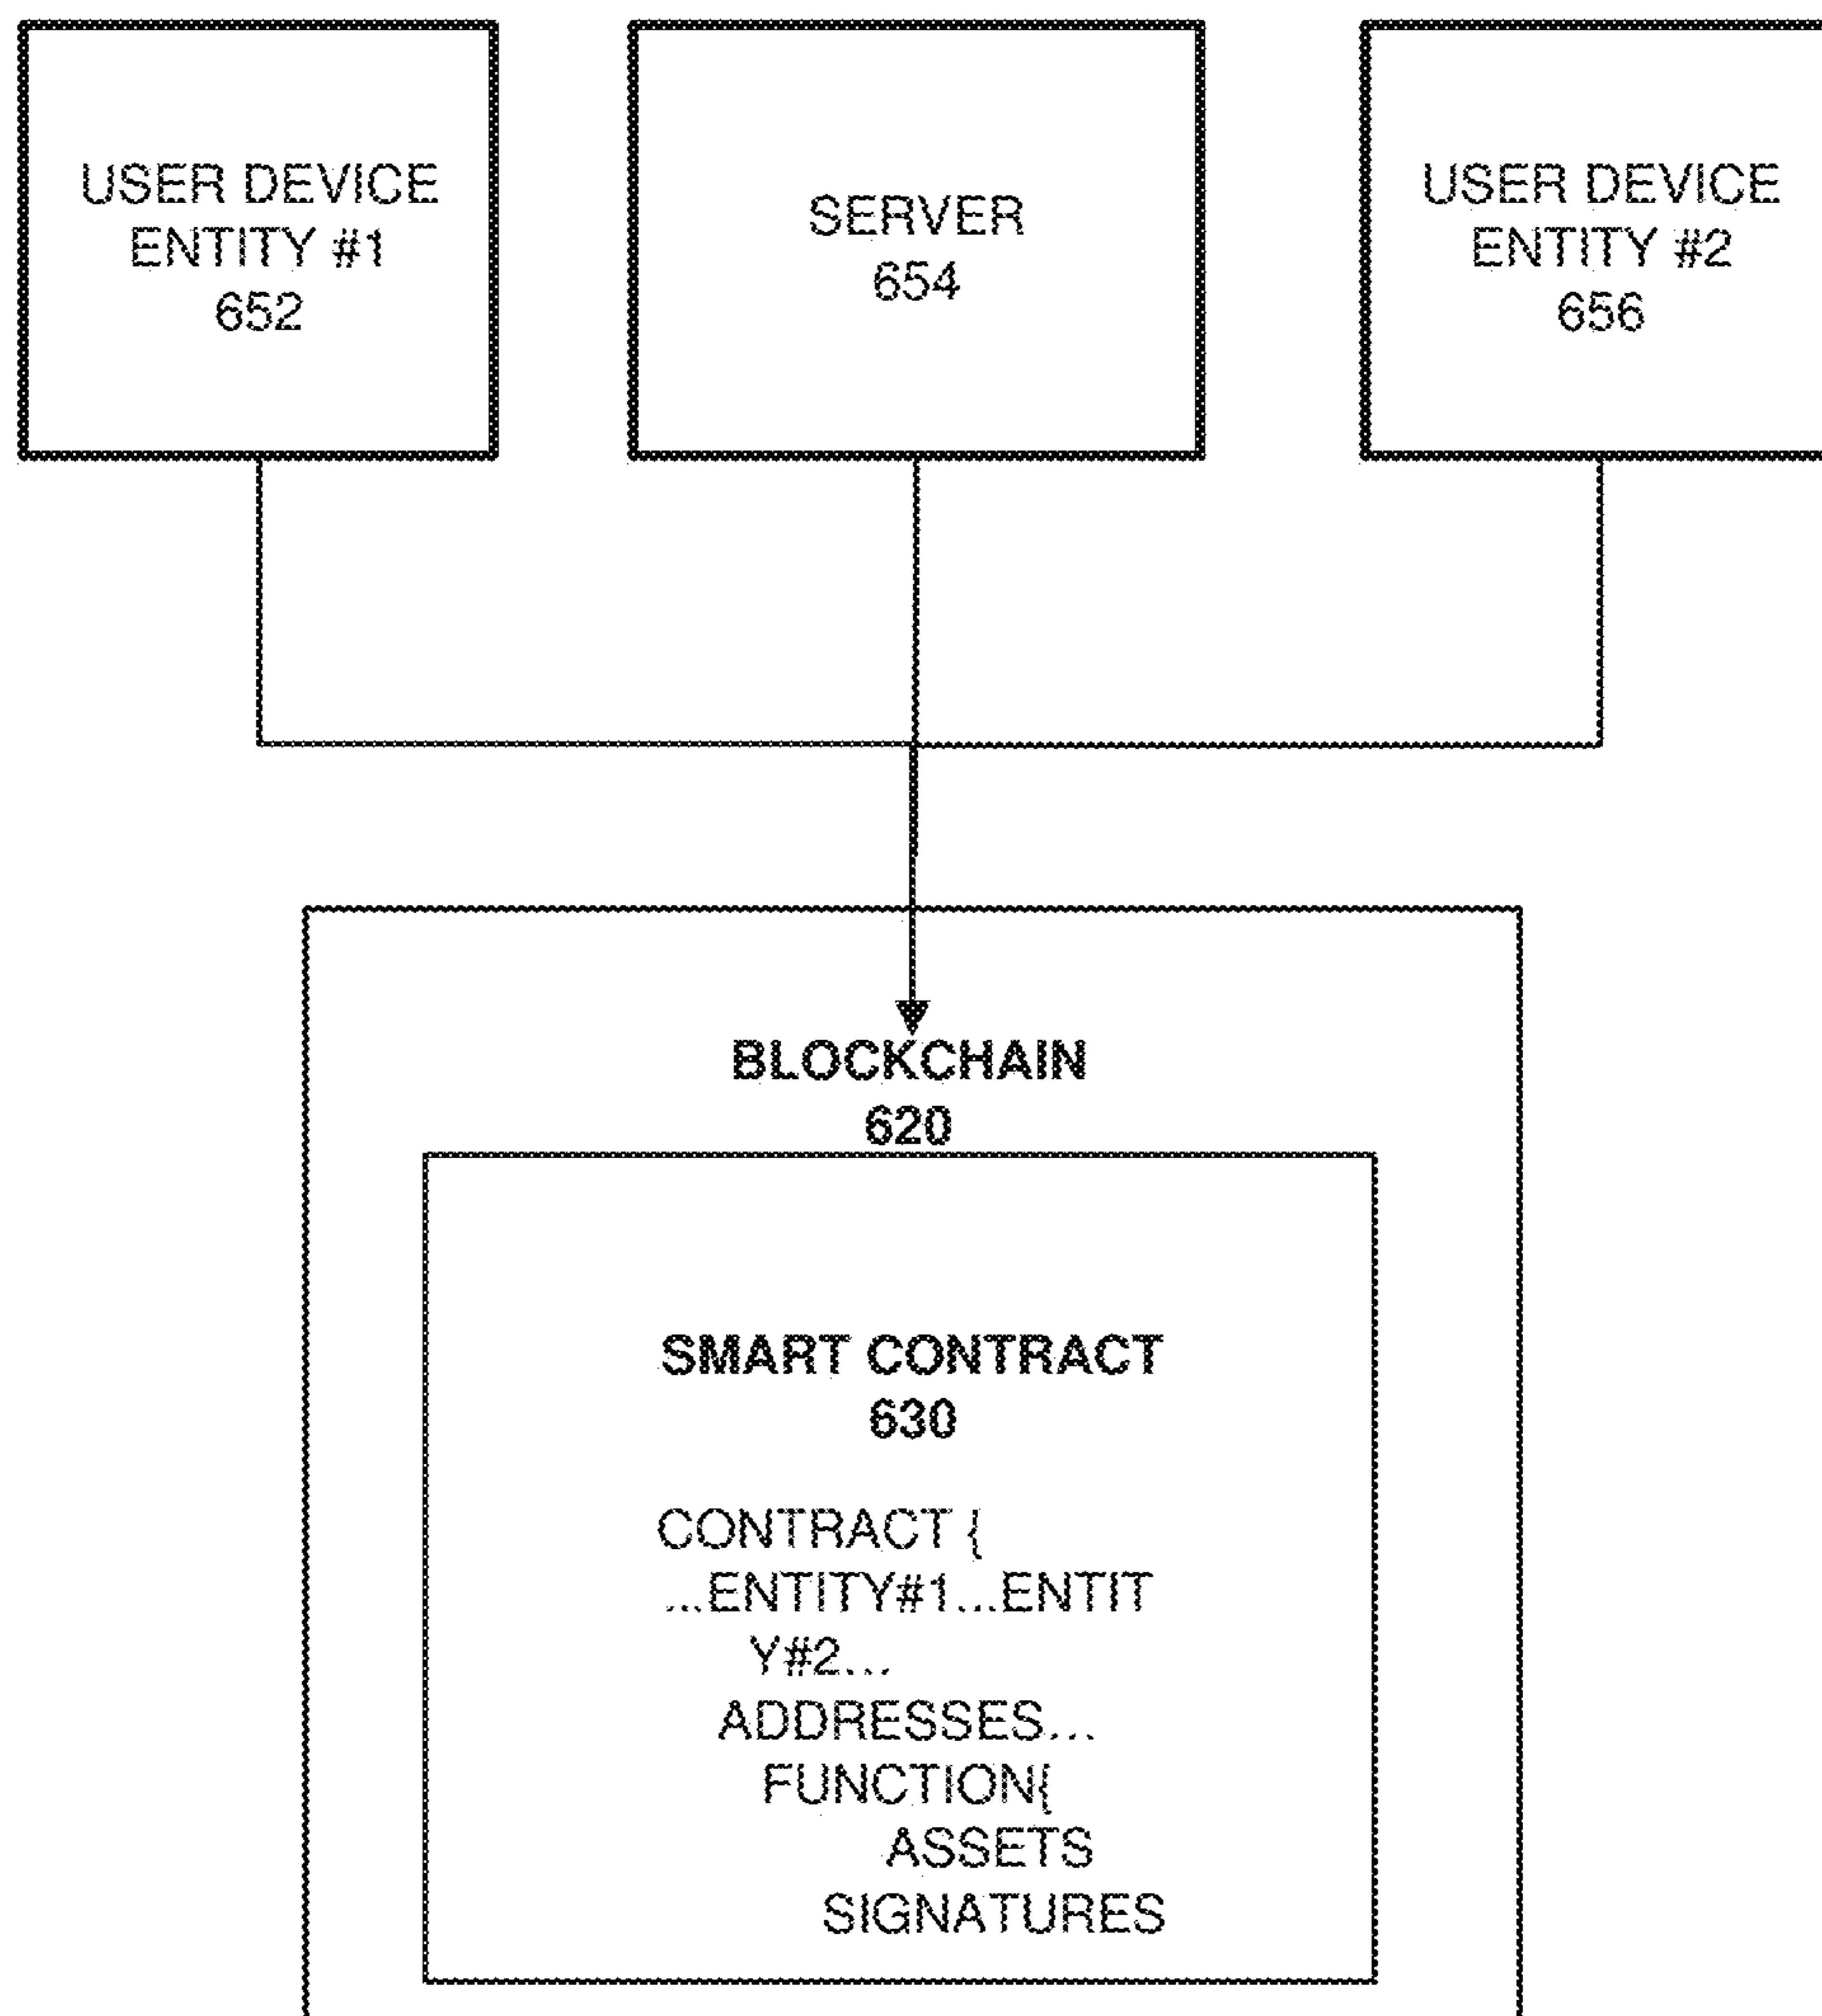 USER DEVICE
ENTITY #1
652
SERVER
654
USER DEVICE
ENTITY #2
656
BLOCKCHAIN
620
SMART CONTRACT
630
CONTRACT {
...ENTITY#1...ENTIT
Y#2...
ADDRESSES...
FUNCTION{
ASSETS
SIGNATURES